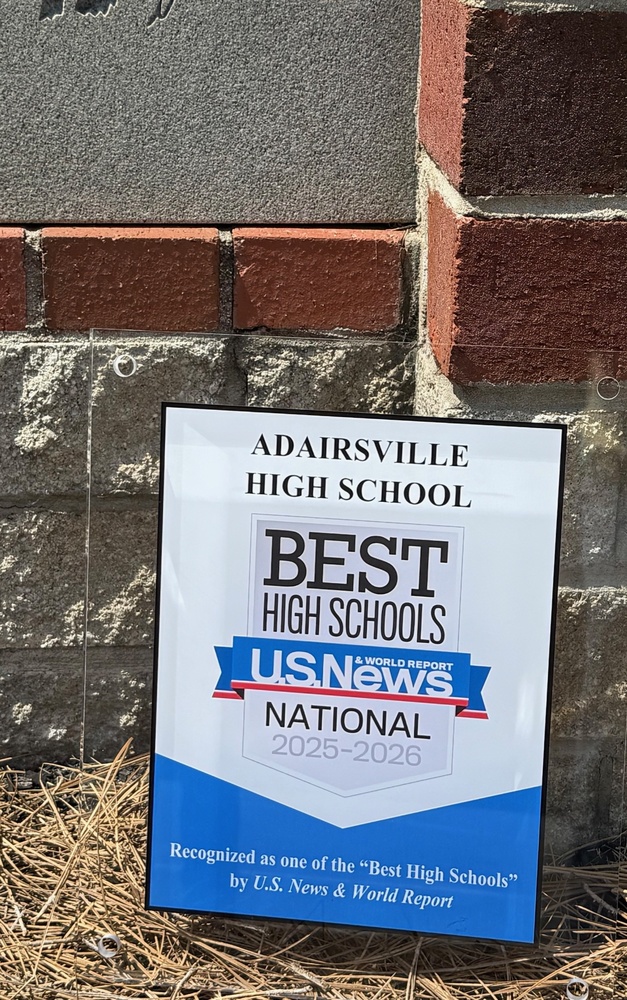 ADAIRSVILLE
HIGH SCHOOL
BEST
HIGH SCHOOLS
U.S.News & WORLD REPORT
NATIONAL
2025-2026
Recognized as one of the “Best High Schools”
by U.S. News & World Report